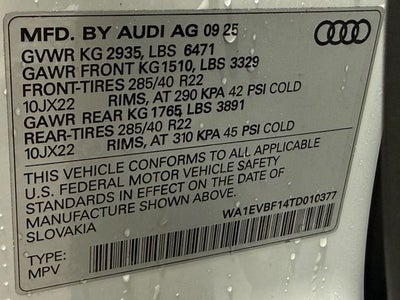 MFD. BY AUDI AG 09 25
GVWR KG 2935, LBS 6471
GAWR FRONT KG1510, LBS 3329
FRONT-TIRES 285/40 R22
10JX22 RIMS, AT 290 KPA 42 PSI COLD
GAWR REAR KG 1765, LBS 3891
REAR-TIRES 285/40 R22
10JX22 RIMS, AT 310 KPA 45 PSI COLD
THIS VEHICLE CONFORMS TO ALL APPLICABLE
U.S. FEDERAL MOTOR VEHICLE SAFETY
STANDARDS IN EFFECT ON THE DATE OF
MANUFACTURE SHOWN ABOVE.
SLOVAKIA
WA1EVBF14TD010377
TYPE:
MPV